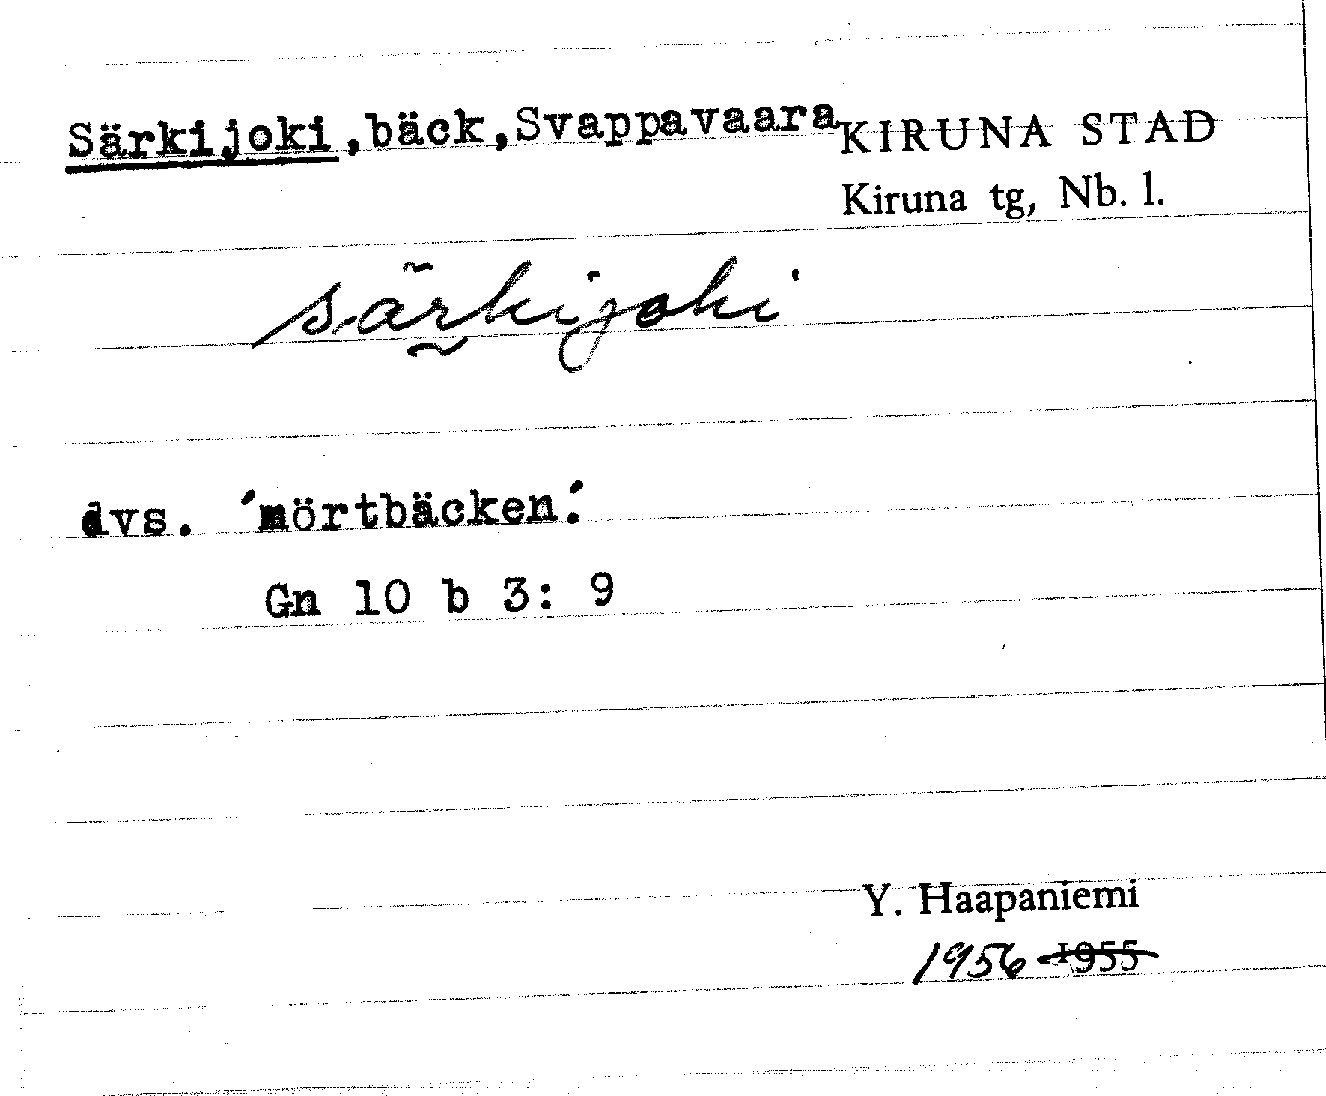 Särkijoki, bäck, Svappavaara
KIRUNA STAD
Kiruna tg, Nb. l.
särkijoki
dvs. 'mörtbäcken'.
Gn 10 b 3: 9
Y. Haapaniemi
1956 1955